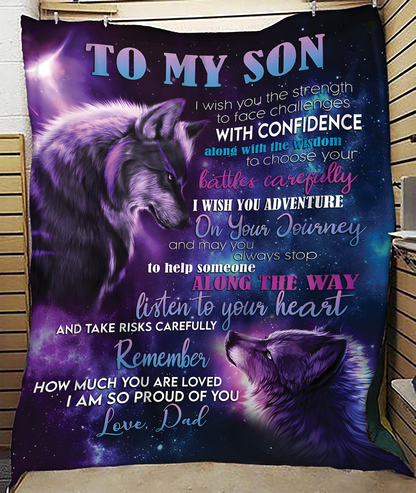 TO MY SON
I wish you the strength
to face challenges
WITH CONFIDENCE
along with the wisdom
to choose your
battles carefully
I WISH YOU ADVENTURE
On Your Journey
and may you
always stop
to help someone
ALONG THE WAY
listen to your heart
AND TAKE RISKS CAREFULLY
Remember
HOW MUCH YOU ARE LOVED
I AM SO PROUD OF YOU
Love, Dad